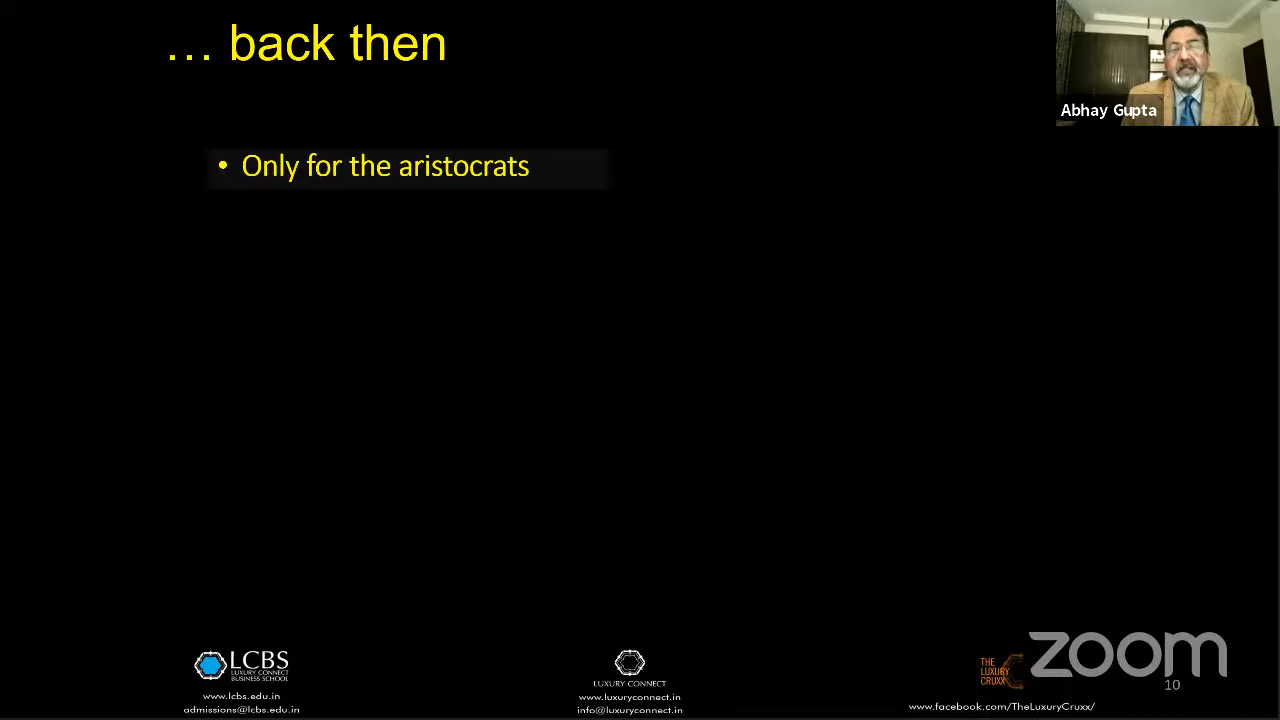 … back then
Abhay Gupta
• Only for the aristocrats
LCBS
LUXURY CONNECT
BUSINESS SCHOOL
www.lcbs.edu.in
admissions@lcbs.edu.in
LUXURY CONNECT
www.luxuryconnect.in
info@luxuryconnect.in
THE
LUXURY
CRUXX
zoom
10
www.facebook.com/TheLuxuryCruxx/